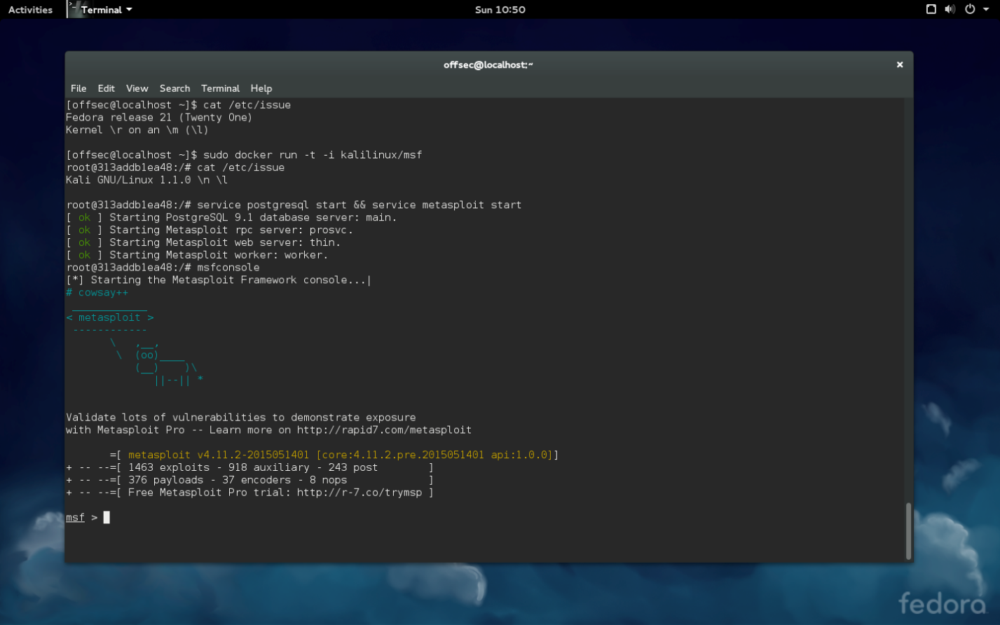 Activities Terminal Sun 10:50
offsec@localhost:~
File Edit View Search Terminal Help
[offsec@localhost ~]$ cat /etc/issue
Fedora release 21 (Twenty One)
Kernel \r on an \m (\l)
[offsec@localhost ~]$ sudo docker run -t -i kalilinux/msf
root@313addb1ea48:/# cat /etc/issue
Kali GNU/Linux 1.1.0 \n \l
root@313addb1ea48:/# service postgresql start && service metasploit start
[ ok ] Starting PostgreSQL 9.1 database server: main.
[ ok ] Starting Metasploit rpc server: prosvc.
[ ok ] Starting Metasploit web server: thin.
[ ok ] Starting Metasploit worker: worker.
root@313addb1ea48:/# msfconsole
[*] Starting the Metasploit Framework console...|
# cowsay++
 ____________
< metasploit >
 ------------
       \   ,__,
        \  (oo)____
           (__)    )\
              ||--|| *
Validate lots of vulnerabilities to demonstrate exposure
with Metasploit Pro -- Learn more on http://rapid7.com/metasploit
       =[ metasploit v4.11.2-2015051401 [core:4.11.2.pre.2015051401 api:1.0.0]]
+ -- --=[ 1463 exploits - 918 auxiliary - 243 post        ]
+ -- --=[ 376 payloads - 37 encoders - 8 nops             ]
+ -- --=[ Free Metasploit Pro trial: http://r-7.co/trymsp ]
msf >
fedora